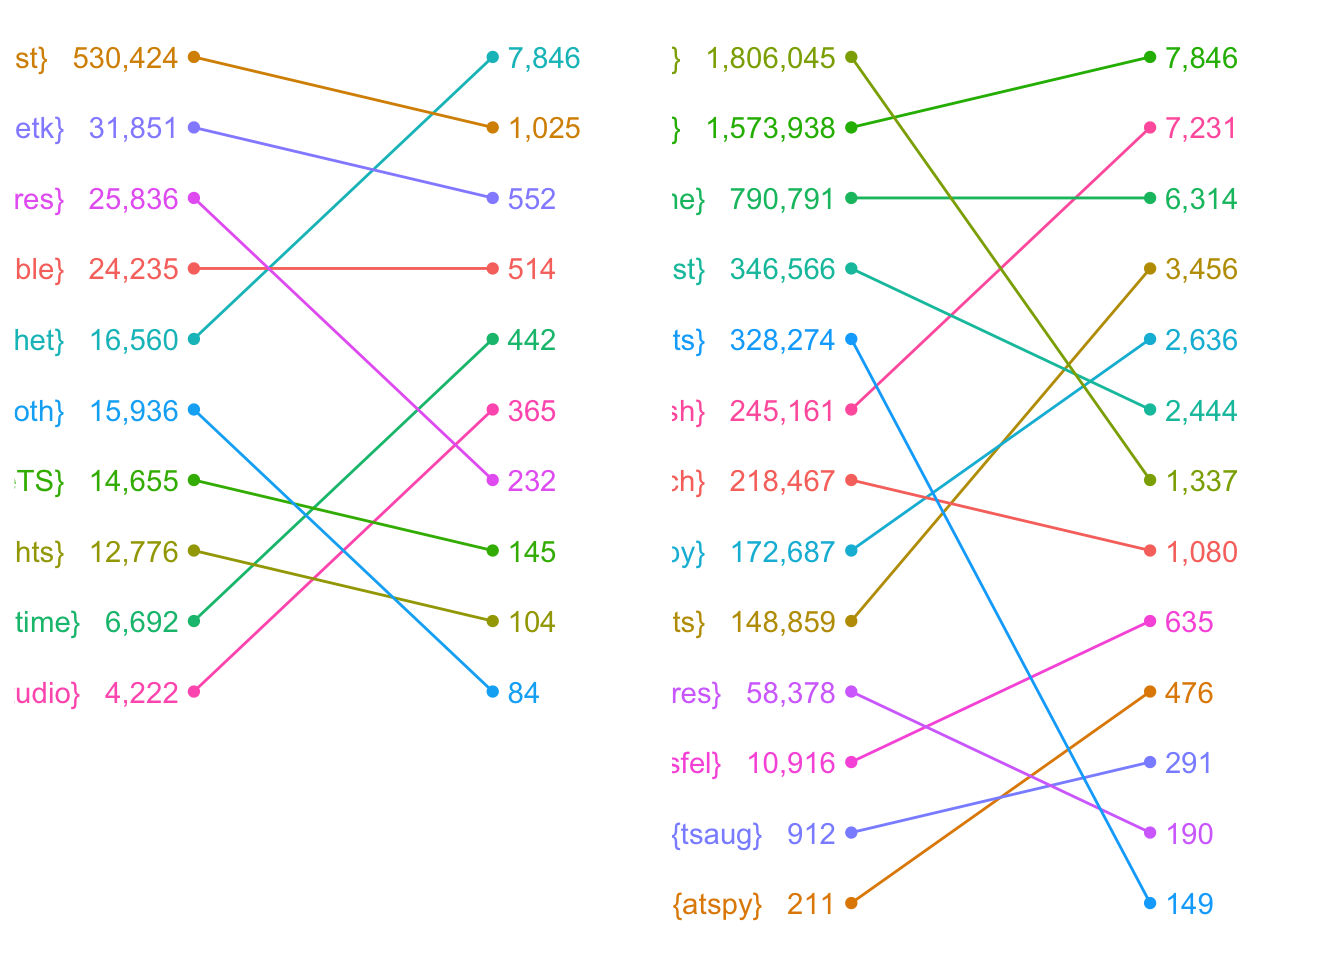 st} 530,424 7,846
etk} 31,851 1,025
res} 25,836 552
ble} 24,235 514
het} 16,560 442
oth} 15,936 365
TS} 14,655 232
hts} 12,776 145
time} 6,692 104
udio} 4,222 84
} 1,806,045 7,846
} 1,573,938 7,231
ne} 790,791 6,314
st} 346,566 3,456
ts} 328,274 2,636
sh} 245,161 2,444
ch} 218,467 1,337
py} 172,687 1,080
ts} 148,859 635
res} 58,378 476
sfel} 10,916 291
{tsaug} 912 190
{atspy} 211 149